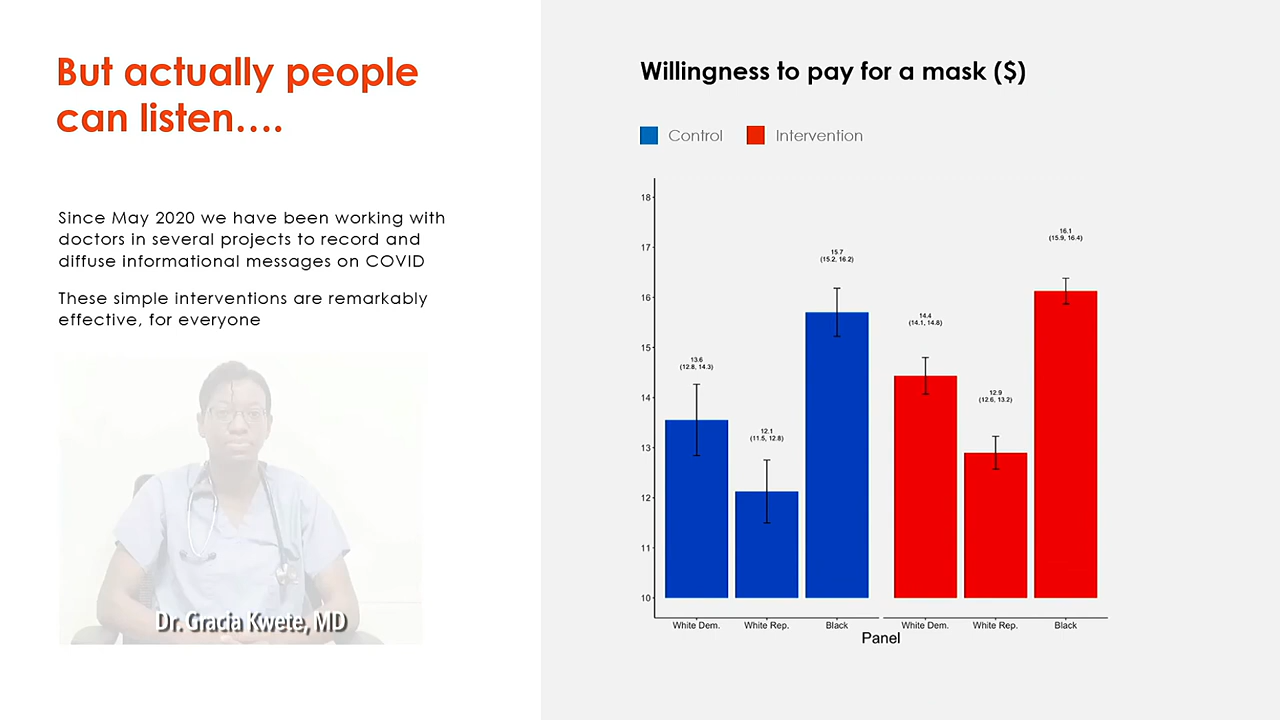 But actually people
can listen....
Since May 2020 we have been working with
doctors in several projects to record and
diffuse informational messages on COVID
These simple interventions are remarkably
effective, for everyone
Dr. Gracia Kwete, MD
Willingness to pay for a mask ($)
Control Intervention
18
17
16
15
14
13
12
11
10
13.6
(12.8, 14.3)
12.1
(11.5, 12.8)
15.7
(15.2, 16.2)
14.4
(14.1, 14.8)
12.9
(12.6, 13.2)
16.1
(15.9, 16.4)
White Dem. White Rep. Black White Dem. White Rep. Black
Panel